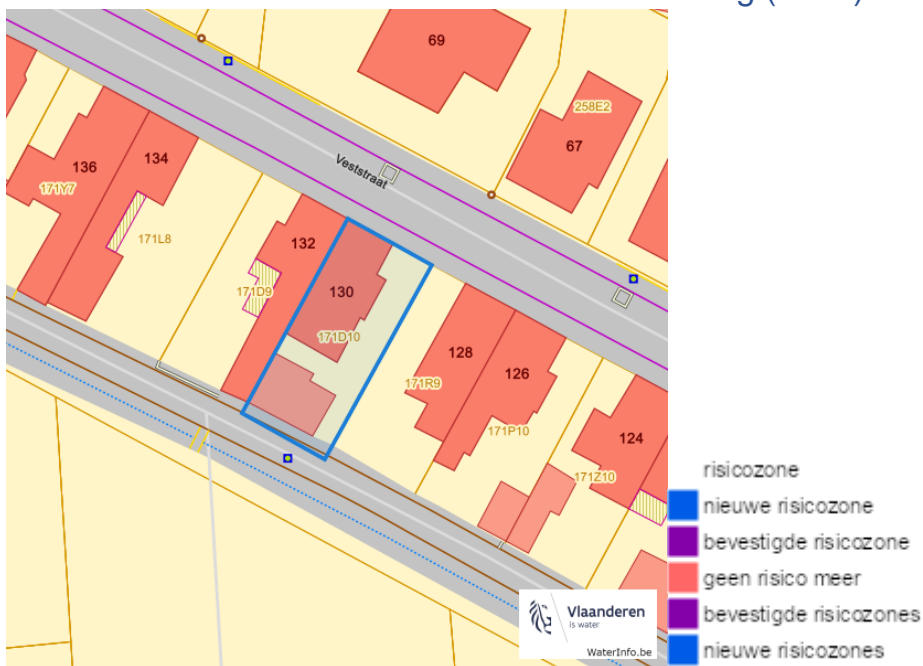 69
258E2
67
136
134
171Y7
Veststraat
171L8
132
171D9
130
171D10
128
171R9
126
171P10
124
171Z10
Vlaanderen
is water
WaterInfo.be
risicozone
nieuwe risicozone
bevestigde risicozone
geen risico meer
bevestigde risicozones
nieuwe risicozones